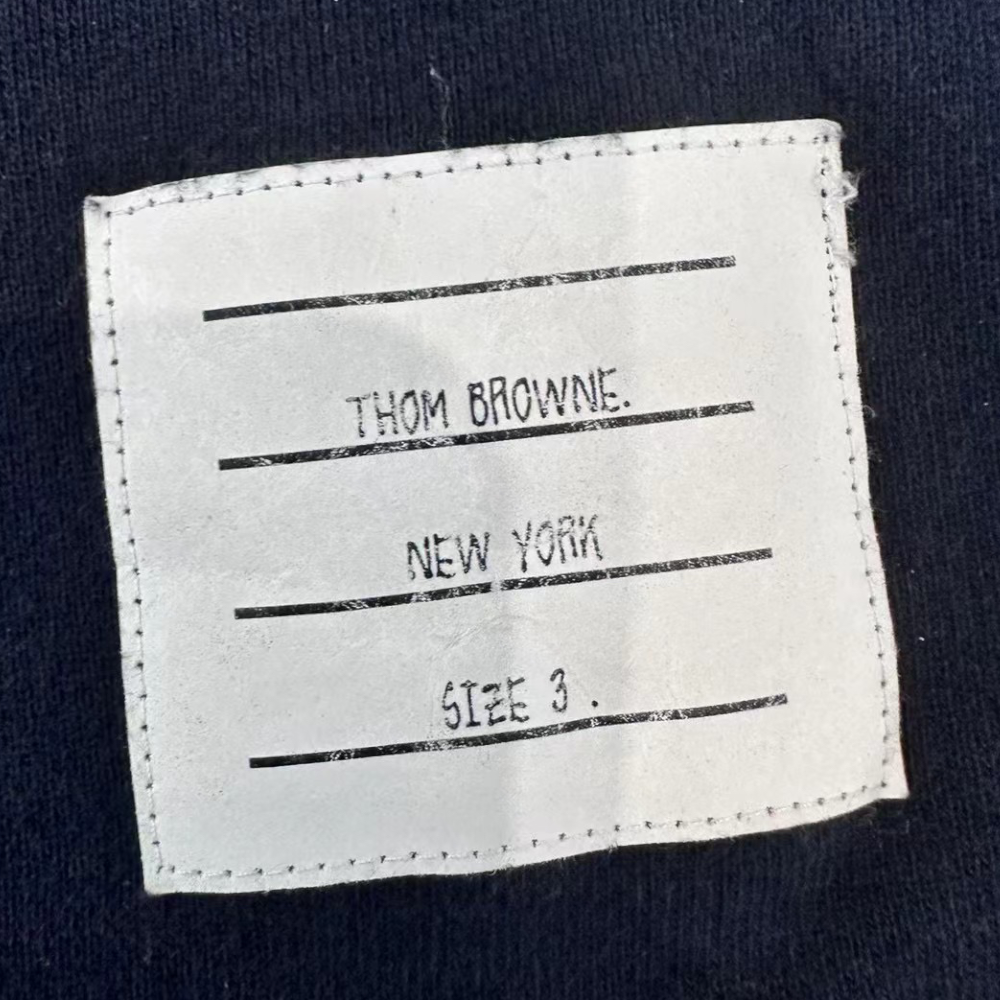 THOM BROWNE.
NEW YORK
SIZE 3 .